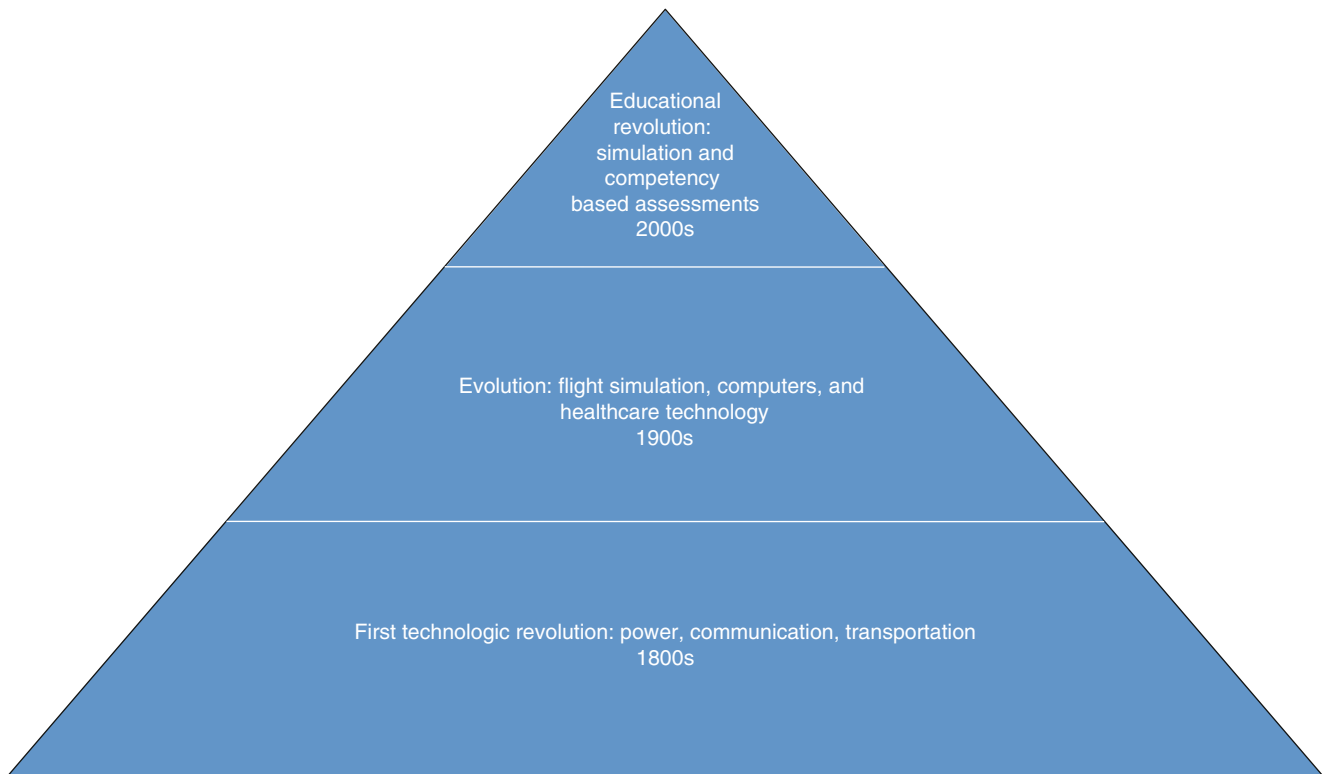 Educational
revolution:
simulation and
competency
based assessments
2000s
Evolution: flight simulation, computers, and
healthcare technology
1900s
First technologic revolution: power, communication, transportation
1800s